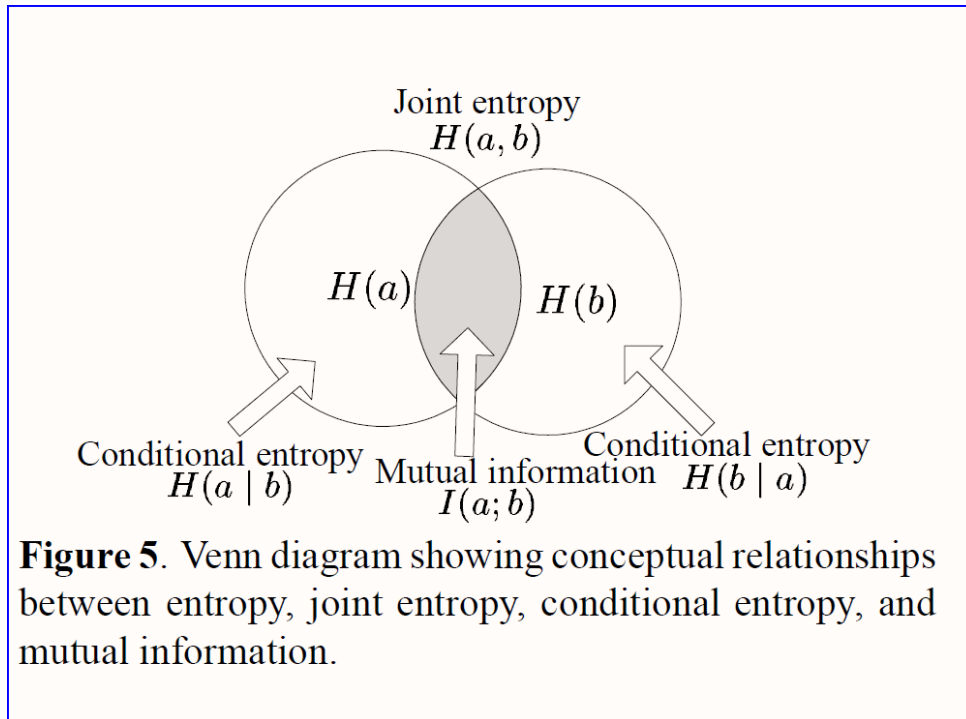 Joint entropy
H(a, b)
H(a)
H(b)
Conditional entropy
H(a | b)
Mutual information
I(a; b)
Conditional entropy
H(b | a)
Figure 5. Venn diagram showing conceptual relationships
between entropy, joint entropy, conditional entropy, and
mutual information.